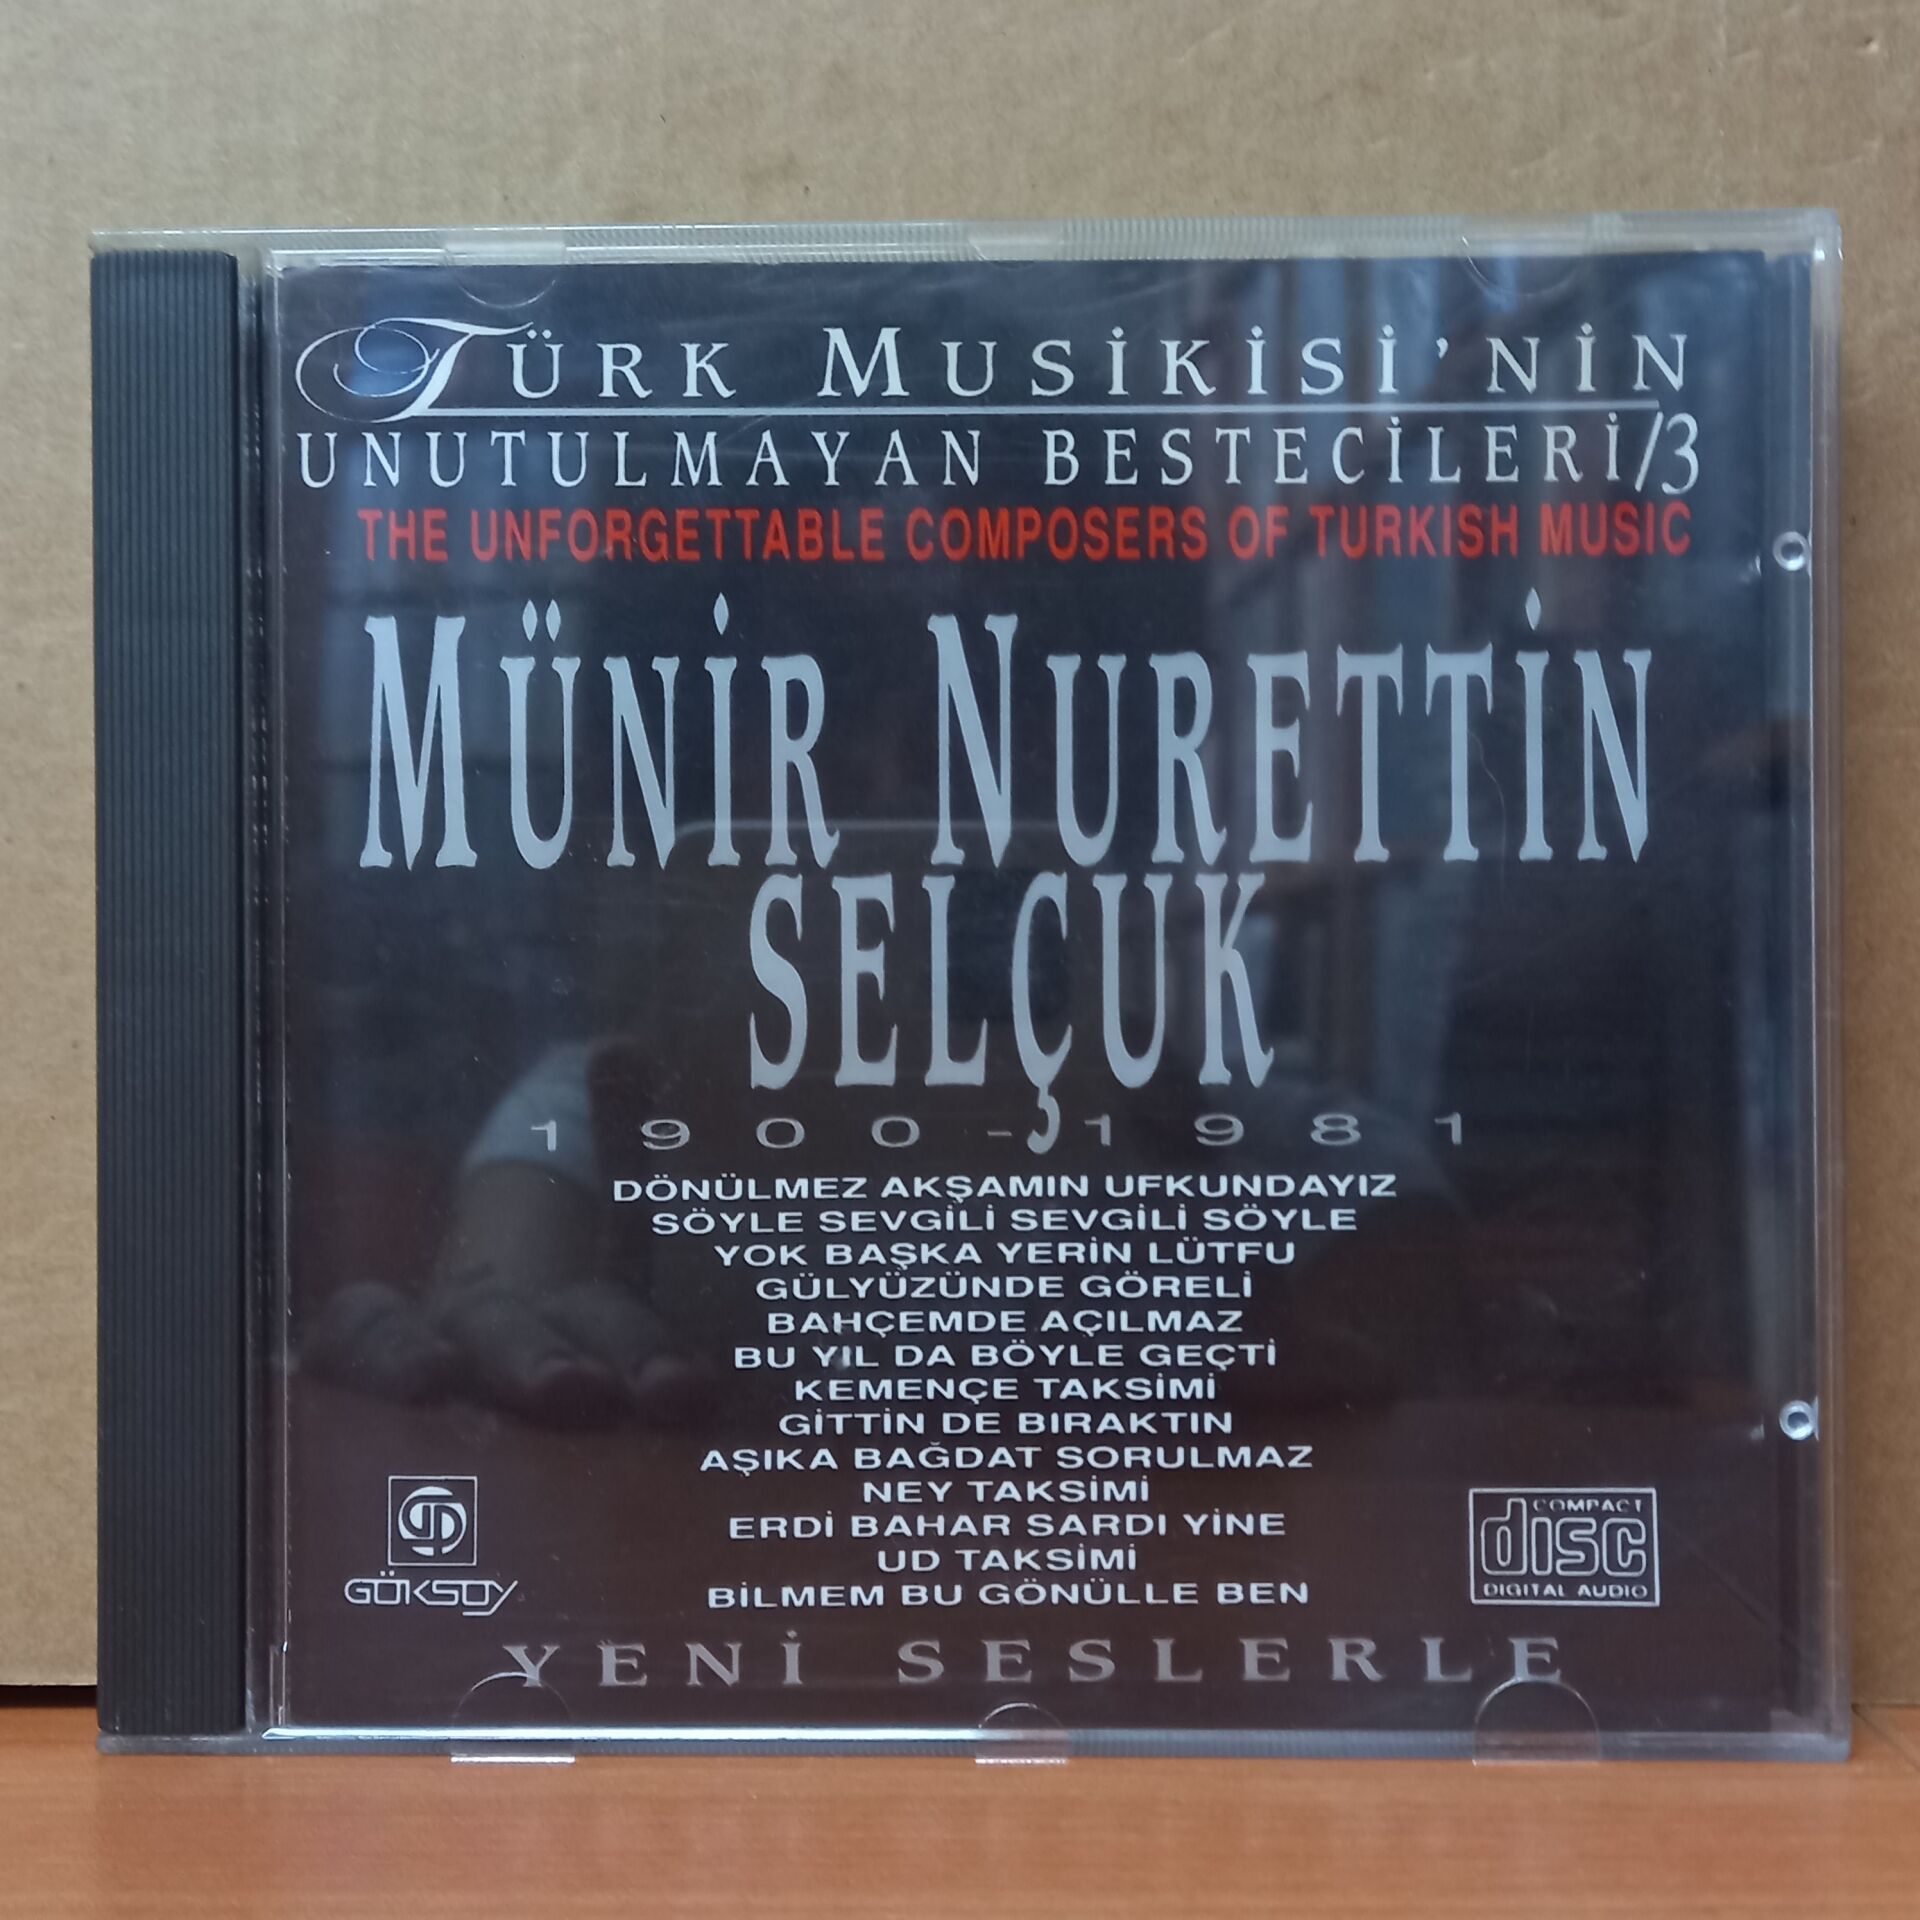 TÜRK MUSİKİSİ'NİN
UNUTULMAYAN BESTECİLERİ/3
THE UNFORGETTABLE COMPOSERS OF TURKISH MUSIC
MÜNİR NURETTİN
SELÇUK
1900-1981
DÖNÜLMEZ AKŞAMIN UFKUNDAYIZ
SÖYLE SEVGİLİ SEVGİLİ SÖYLE
YOK BAŞKA YERİN LÜTFU
GÜLYÜZÜNDE GÖRELİ
BAHÇEMDE AÇILMAZ
BU YIL DA BÖYLE GEÇTİ
KEMENÇE TAKSİMİ
GİTTİN DE BIRAKTIN
AŞIKA BAĞDAT SORULMAZ
NEY TAKSİMİ
ERDİ BAHAR SARDI YİNE
UD TAKSİMİ
BİLMEM BU GÖNÜLLE BEN
GÖKSOY
COMPACT
disc
DIGITAL AUDIO
YENİ SESLERLE